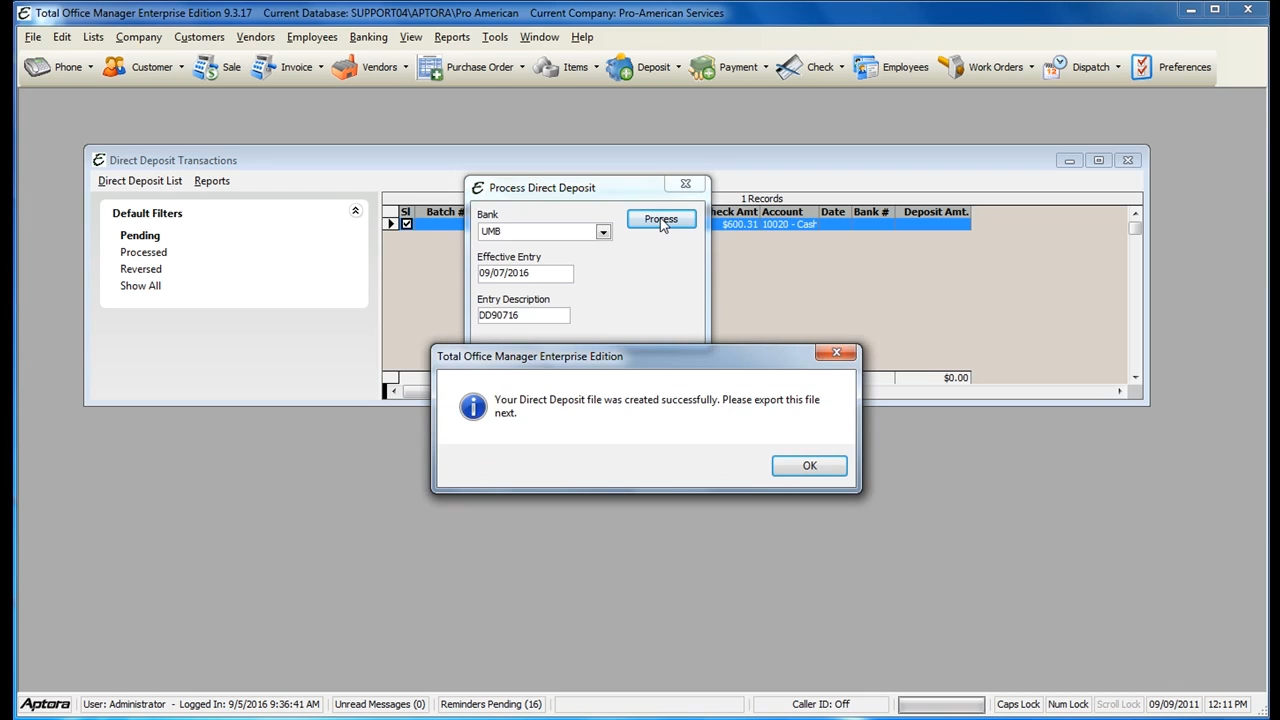 Total Office Manager Enterprise Edition 9.3.17 Current Database: SUPPORT04\APTORA\Pro American Current Company: Pro-American Services
File Edit Lists Company Customers Vendors Employees Banking View Reports Tools Window Help
Phone Customer Sale Invoice Vendors Purchase Order Items Deposit Payment Check Employees Work Orders Dispatch Preferences
Direct Deposit Transactions
Direct Deposit List Reports
Default Filters
Pending
Processed
Reversed
Show All
1 Records
Sl Batch # heck Amt Account Date Bank # Deposit Amt.
$600.31 10020 - Cash
$0.00
Process Direct Deposit
Bank
UMB
Process
Effective Entry
09/07/2016
Entry Description
DD90716
Total Office Manager Enterprise Edition
Your Direct Deposit file was created successfully. Please export this file
next.
OK
Aptora User: Administrator - Logged In: 9/5/2016 9:36:41 AM Unread Messages (0) Reminders Pending (16) Caller ID: Off Caps Lock Num Lock Scroll Lock 09/09/2011 12:11 PM